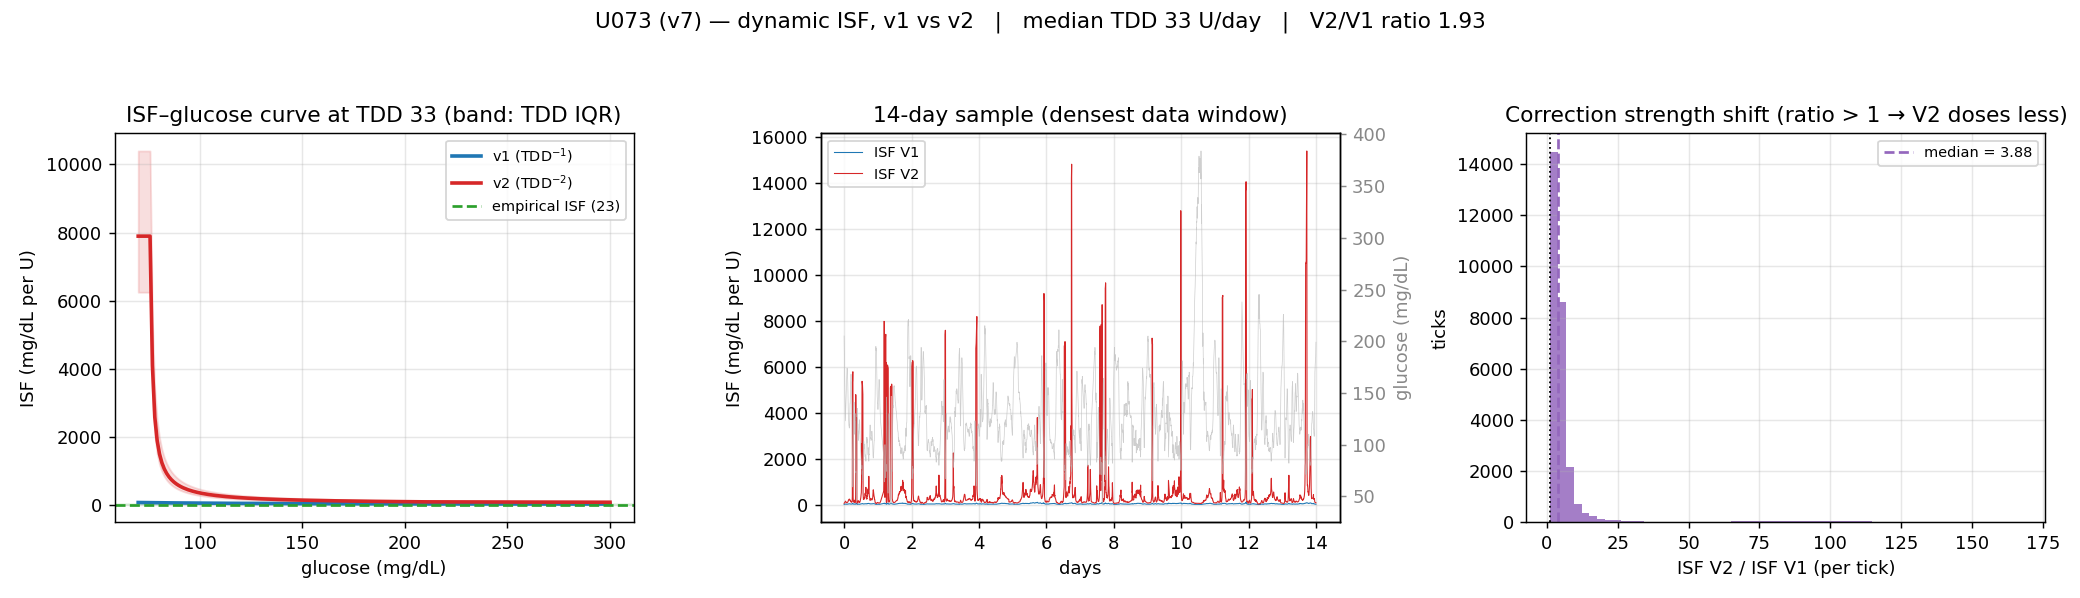 U073 (v7) — dynamic ISF, v1 vs v2   |   median TDD 33 U/day   |   V2/V1 ratio 1.93
ISF–glucose curve at TDD 33 (band: TDD IQR)
ISF (mg/dL per U)
10000
8000
6000
4000
2000
0
v1 (TDD⁻¹)
v2 (TDD⁻²)
empirical ISF (23)
100 150 200 250 300
glucose (mg/dL)
14-day sample (densest data window)
ISF (mg/dL per U)
16000
14000
12000
10000
8000
6000
4000
2000
0
ISF V1
ISF V2
400
350
300
250
200
150
100
50
glucose (mg/dL)
0 2 4 6 8 10 12 14
days
Correction strength shift (ratio > 1 → V2 doses less)
ticks
14000
12000
10000
8000
6000
4000
2000
0
median = 3.88
0 25 50 75 100 125 150 175
ISF V2 / ISF V1 (per tick)